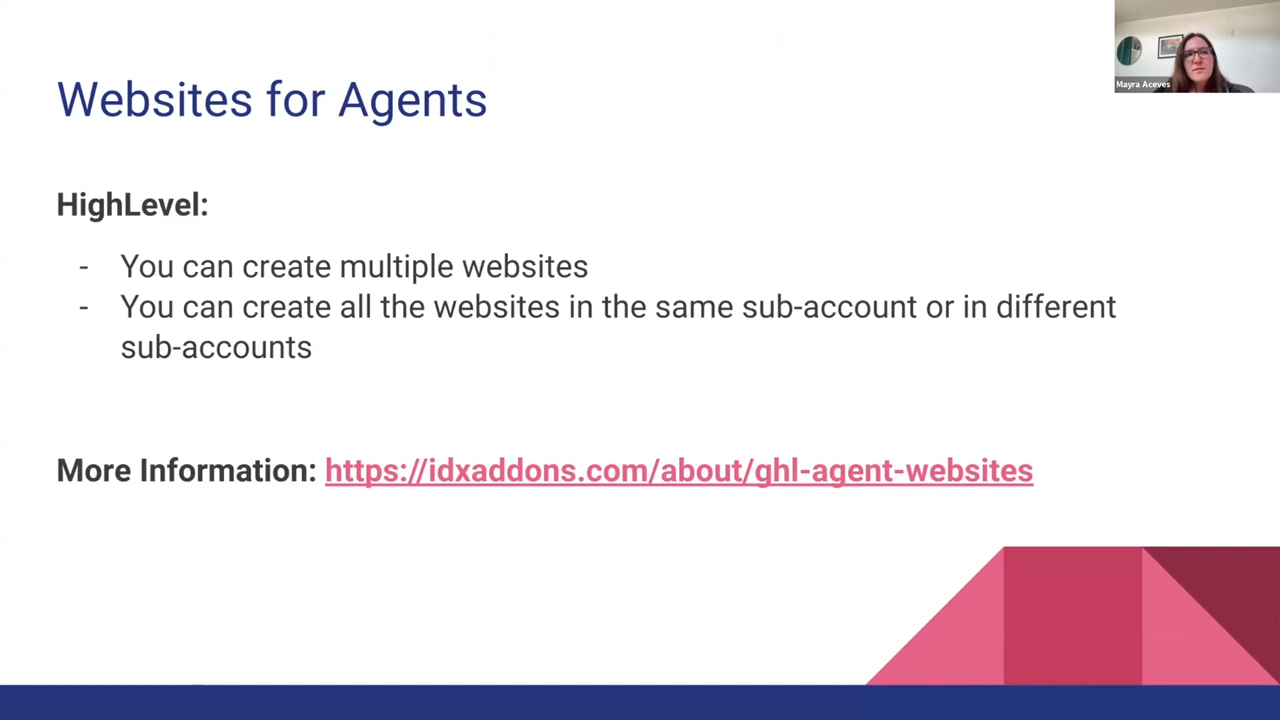 Websites for Agents
Mayra Aceves
HighLevel:
- You can create multiple websites
- You can create all the websites in the same sub-account or in different
sub-accounts
More Information: https://idxaddons.com/about/ghl-agent-websites